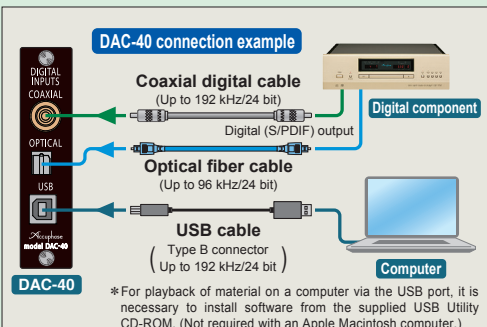 DAC-40 connection example
DIGITAL
INPUTS
COAXIAL
OPTICAL
USB
Accuphase
model DAC-40
DAC-40
Coaxial digital cable
(Up to 192 kHz/24 bit)
Digital (S/PDIF) output
Digital component
Optical fiber cable
(Up to 96 kHz/24 bit)
USB cable
( Type B connector
Up to 192 kHz/24 bit )
Computer
*For playback of material on a computer via the USB port, it is
necessary to install software from the supplied USB Utility
CD-ROM. (Not required with an Apple Macintosh computer.)